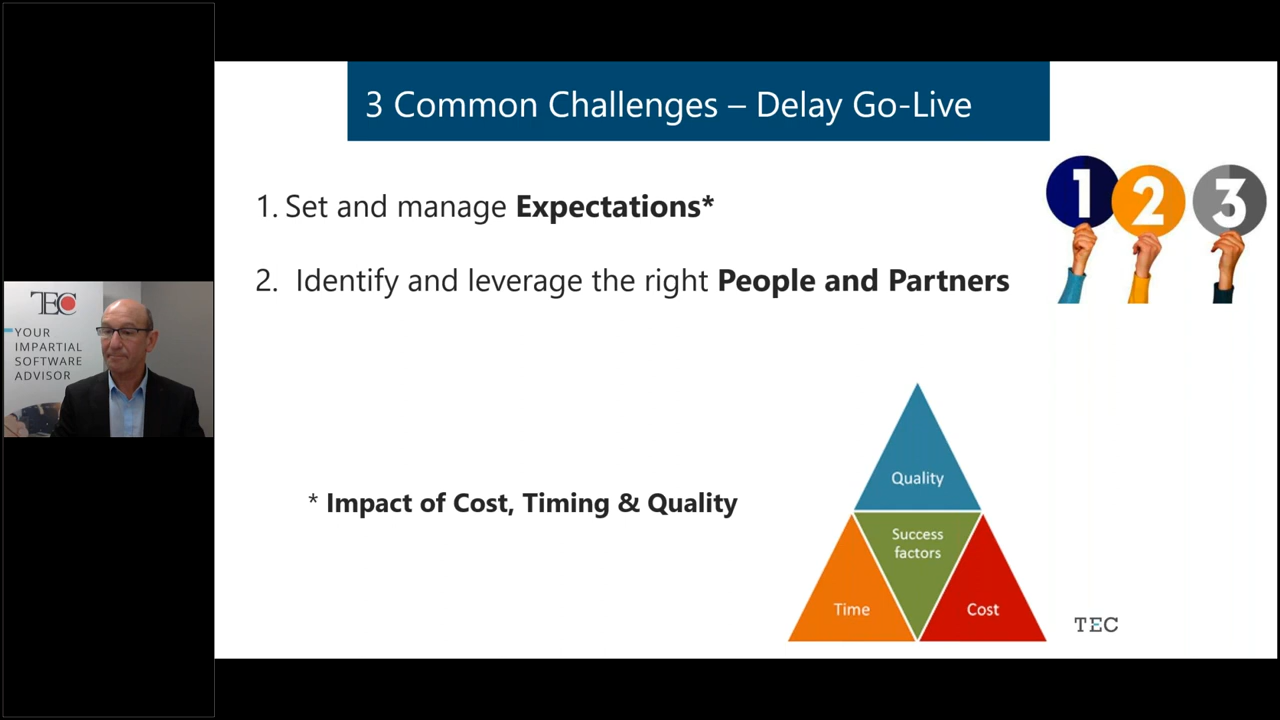 3 Common Challenges – Delay Go-Live
1. Set and manage Expectations*
2. Identify and leverage the right People and Partners
1 2 3
* Impact of Cost, Timing & Quality
Quality
Success
factors
Time
Cost
TEC
TEC
YOUR
IMPARTIAL
SOFTWARE
ADVISOR